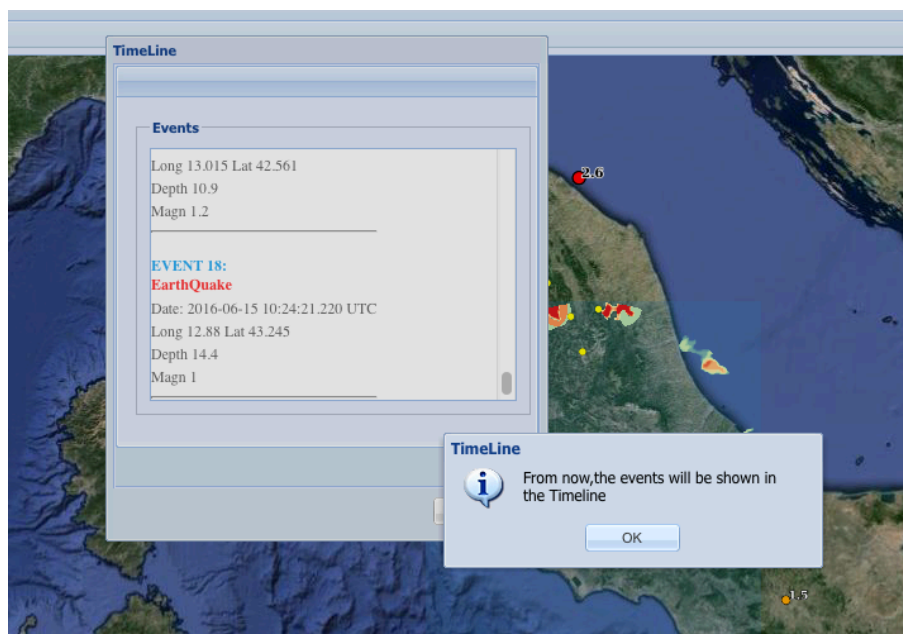 TimeLine
Events
Long 13.015 Lat 42.561
Depth 10.9
Magn 1.2
EVENT 18:
EarthQuake
Date: 2016-06-15 10:24:21.220 UTC
Long 12.88 Lat 43.245
Depth 14.4
Magn 1
2.6
TimeLine
From now,the events will be shown in
the Timeline
OK
1.5